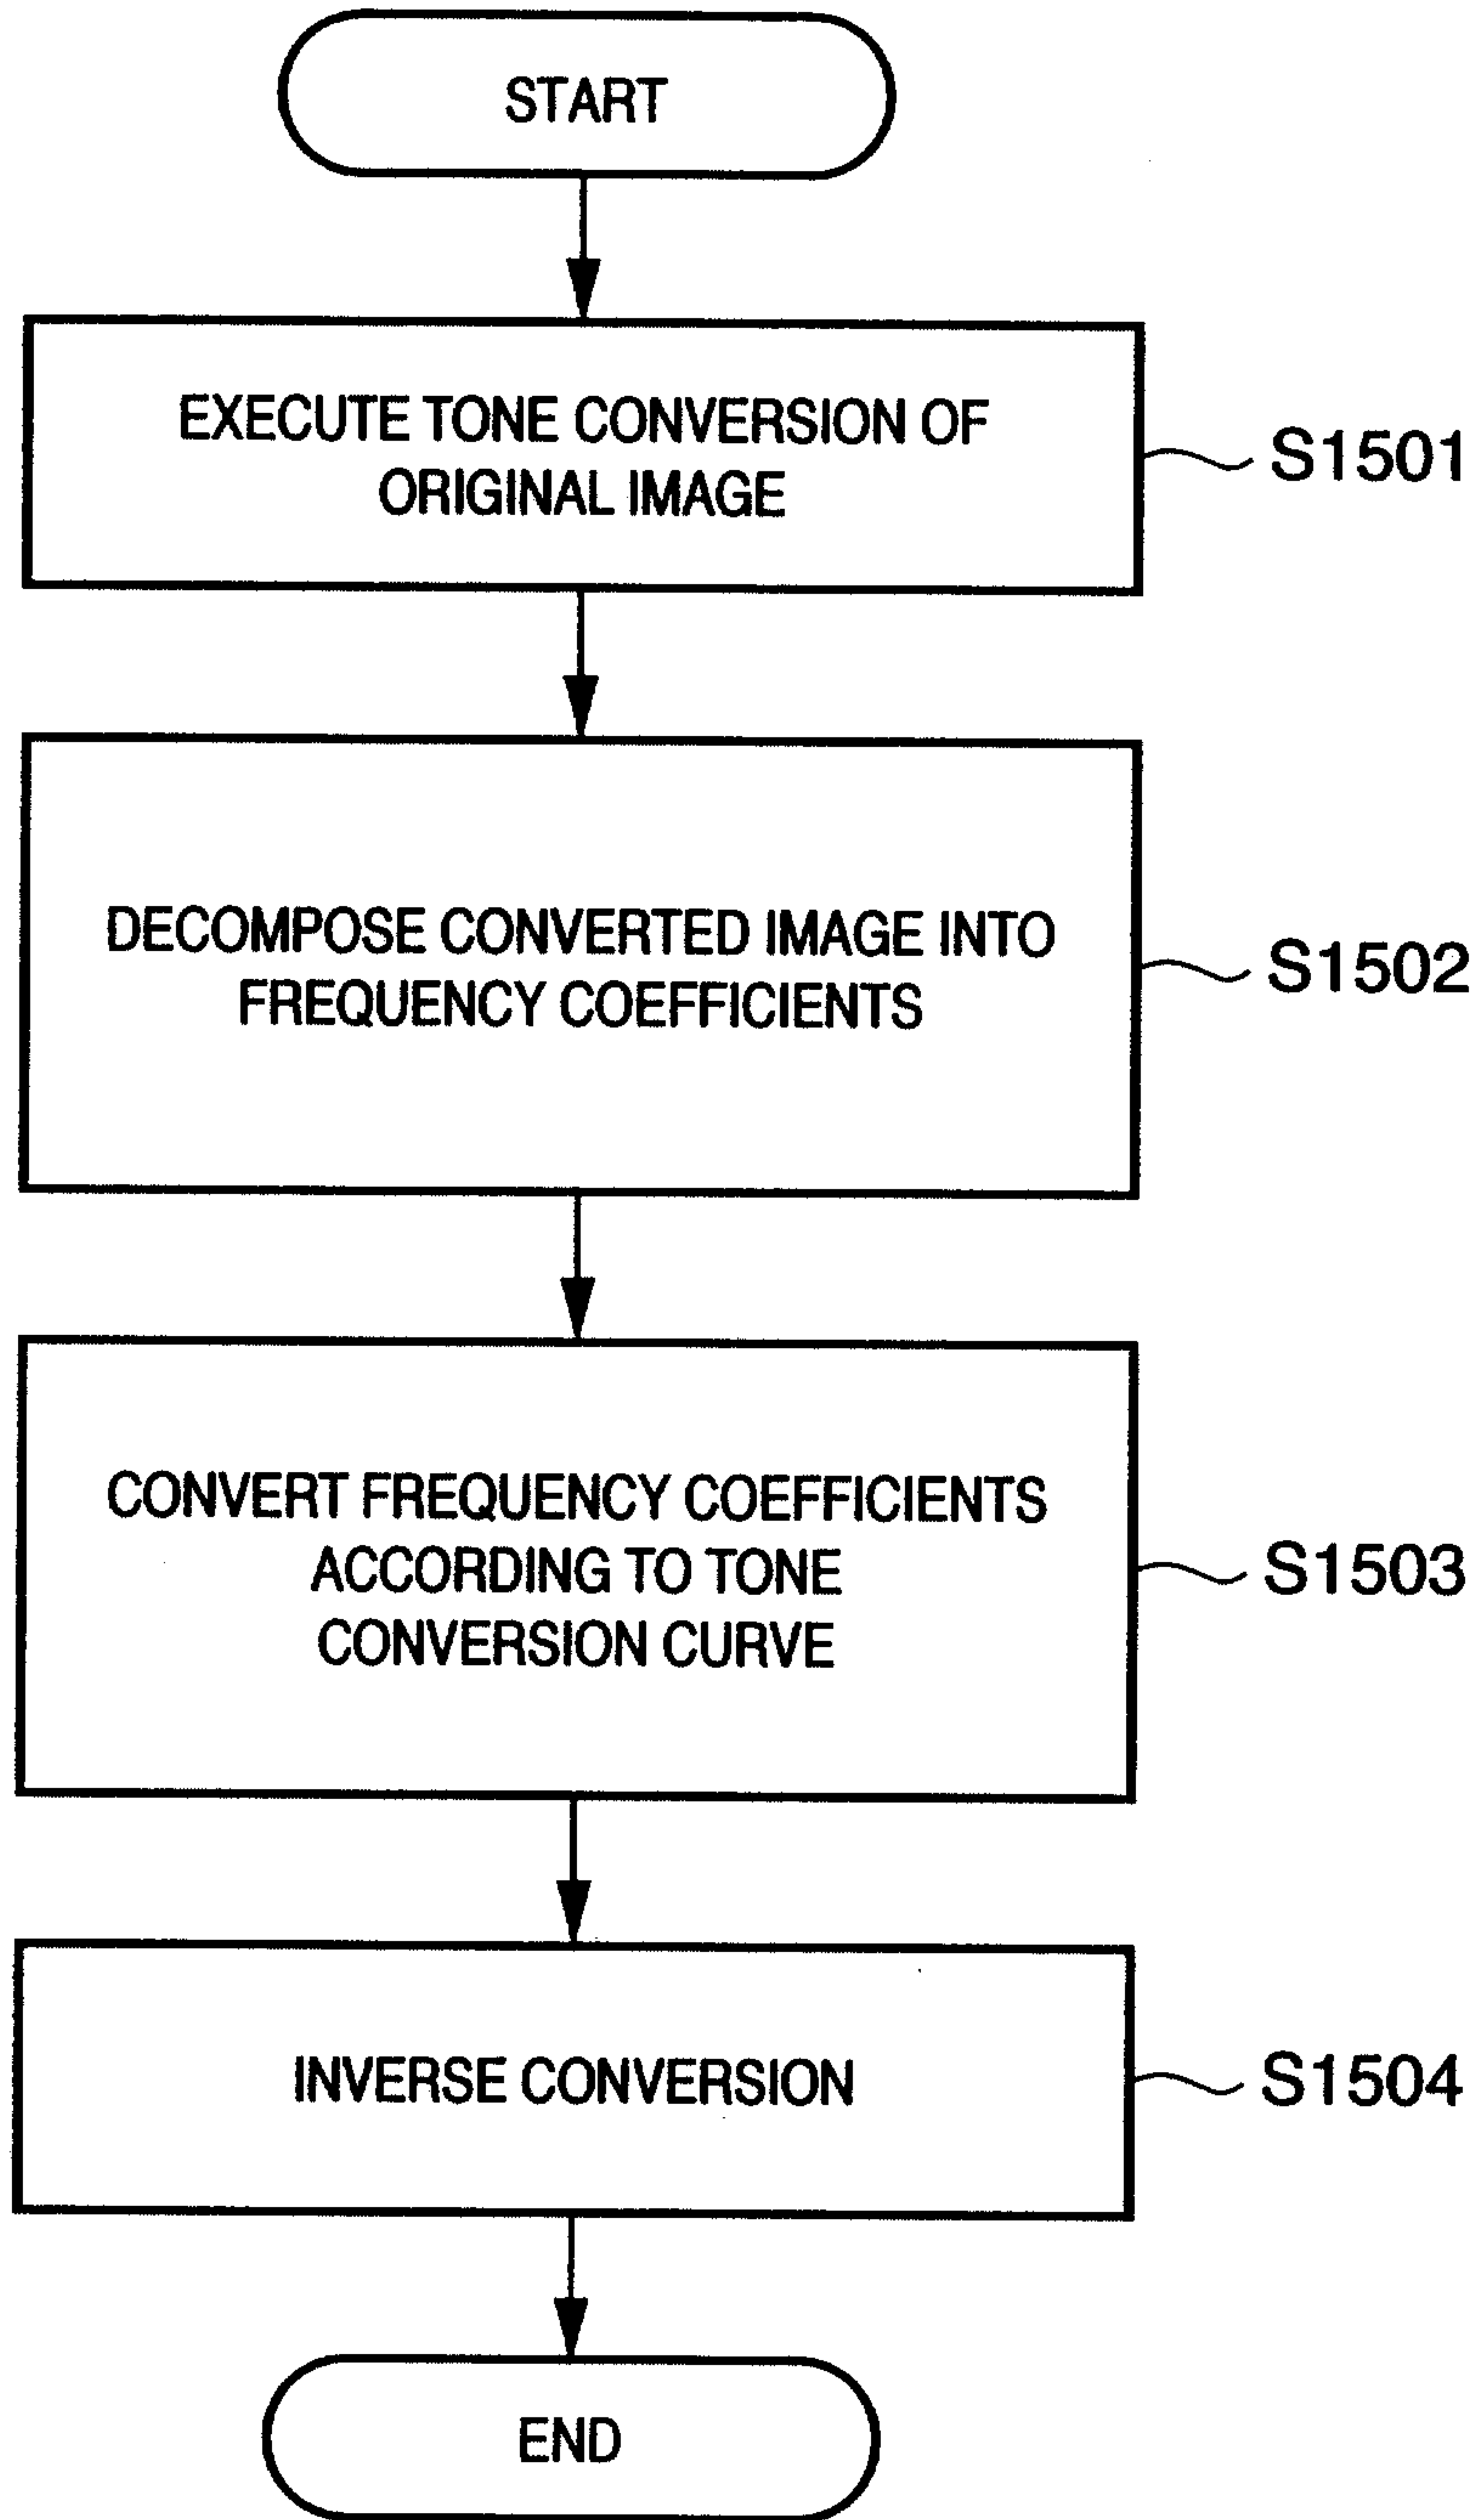 START
EXECUTE TONE CONVERSION OF
ORIGINAL IMAGE
S1501
DECOMPOSE CONVERTED IMAGE INTO
FREQUENCY COEFFICIENTS
S1502
CONVERT FREQUENCY COEFFICIENTS
ACCORDING TO TONE
CONVERSION CURVE
S1503
INVERSE CONVERSION
S1504
END